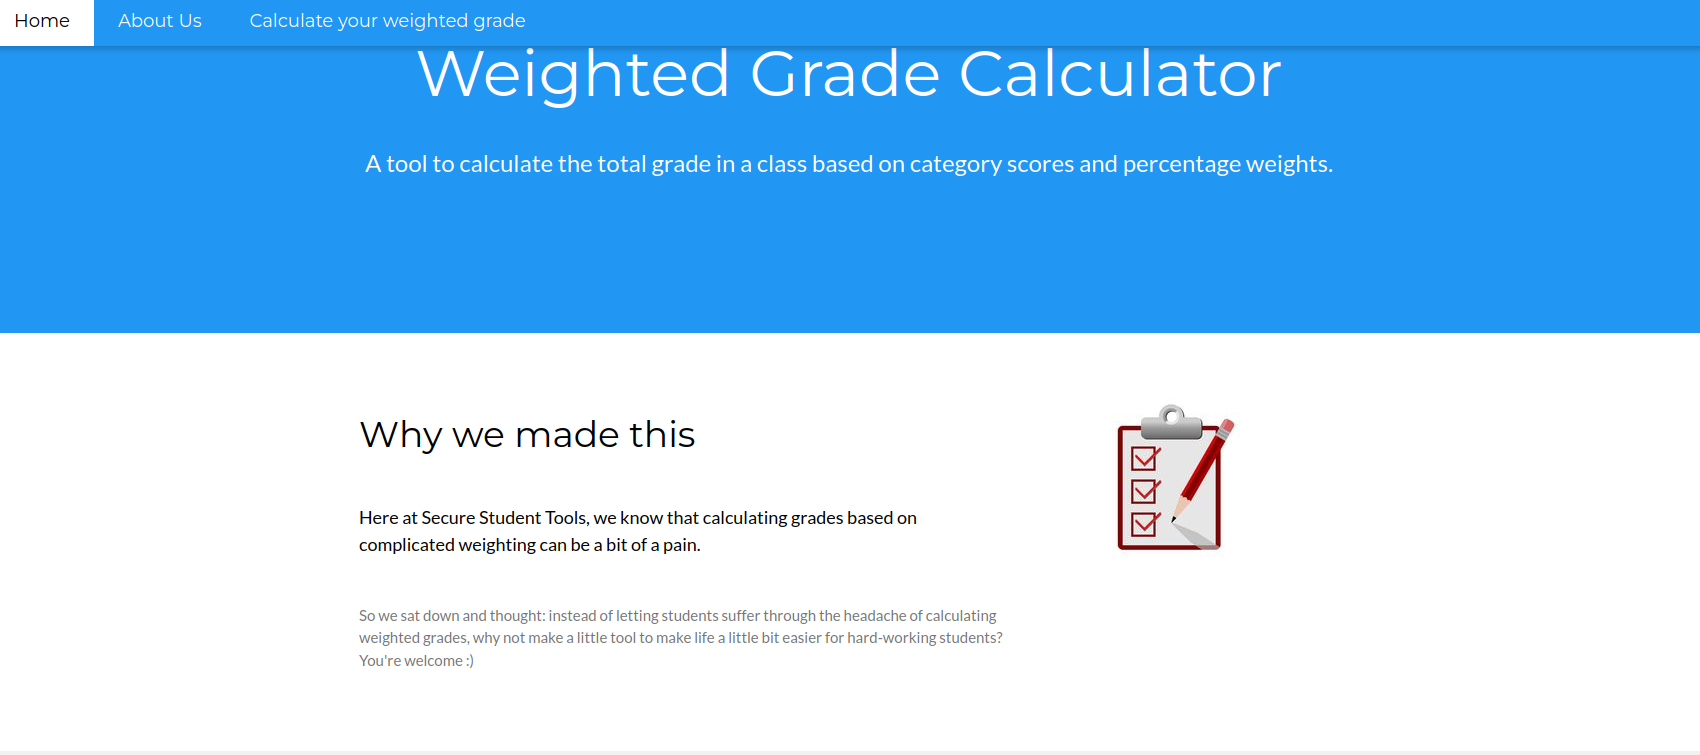 Home About Us Calculate your weighted grade
Weighted Grade Calculator
A tool to calculate the total grade in a class based on category scores and percentage weights.
Why we made this
Here at Secure Student Tools, we know that calculating grades based on
complicated weighting can be a bit of a pain.
So we sat down and thought: instead of letting students suffer through the headache of calculating
weighted grades, why not make a little tool to make life a little bit easier for hard-working students?
You're welcome :)